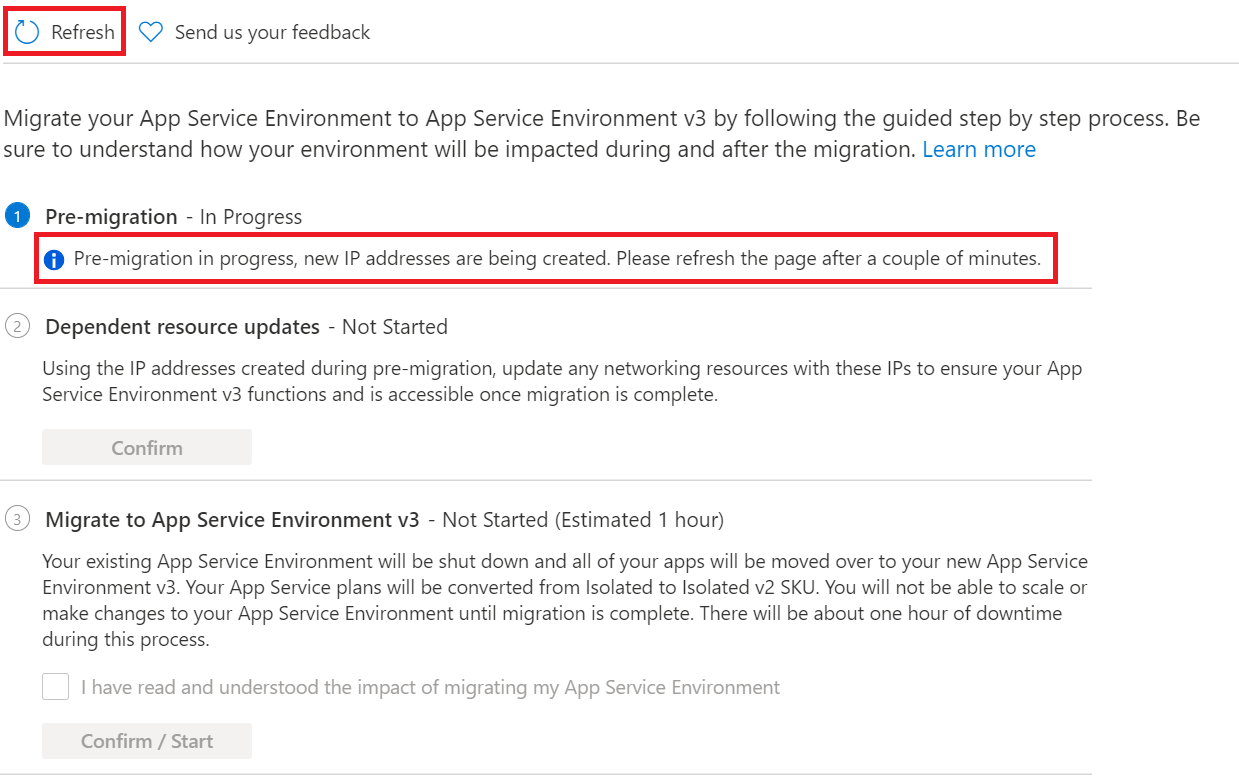 Refresh Send us your feedback
Migrate your App Service Environment to App Service Environment v3 by following the guided step by step process. Be
sure to understand how your environment will be impacted during and after the migration. Learn more
1 Pre-migration - In Progress
Pre-migration in progress, new IP addresses are being created. Please refresh the page after a couple of minutes.
2 Dependent resource updates - Not Started
Using the IP addresses created during pre-migration, update any networking resources with these IPs to ensure your App
Service Environment v3 functions and is accessible once migration is complete.
Confirm
3 Migrate to App Service Environment v3 - Not Started (Estimated 1 hour)
Your existing App Service Environment will be shut down and all of your apps will be moved over to your new App Service
Environment v3. Your App Service plans will be converted from Isolated to Isolated v2 SKU. You will not be able to scale or
make changes to your App Service Environment until migration is complete. There will be about one hour of downtime
during this process.
I have read and understood the impact of migrating my App Service Environment
Confirm / Start